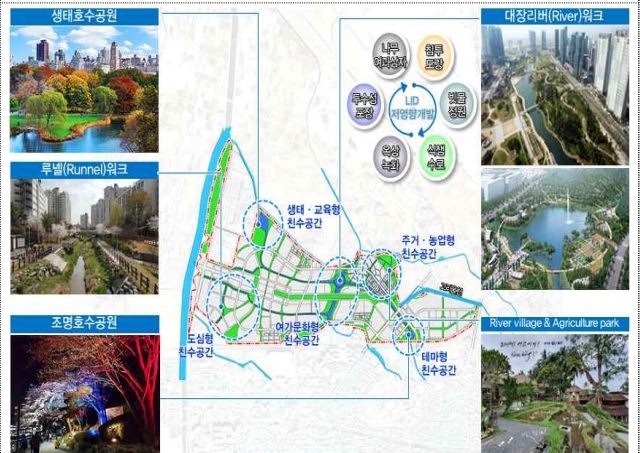 생태호수공원
대장리버(River)워크
나무
여과상자
침투
도랑
투수성
포장
LID
저영향개발
빗물
정원
옥상
녹화
식생
수로
루넬(Runnel)워크
생태 · 교육형
친수공간
주거 · 농업형
친수공간
도심형
친수공간
여가문화형
친수공간
테마형
친수공간
조명호수공원
River village & Agriculture park